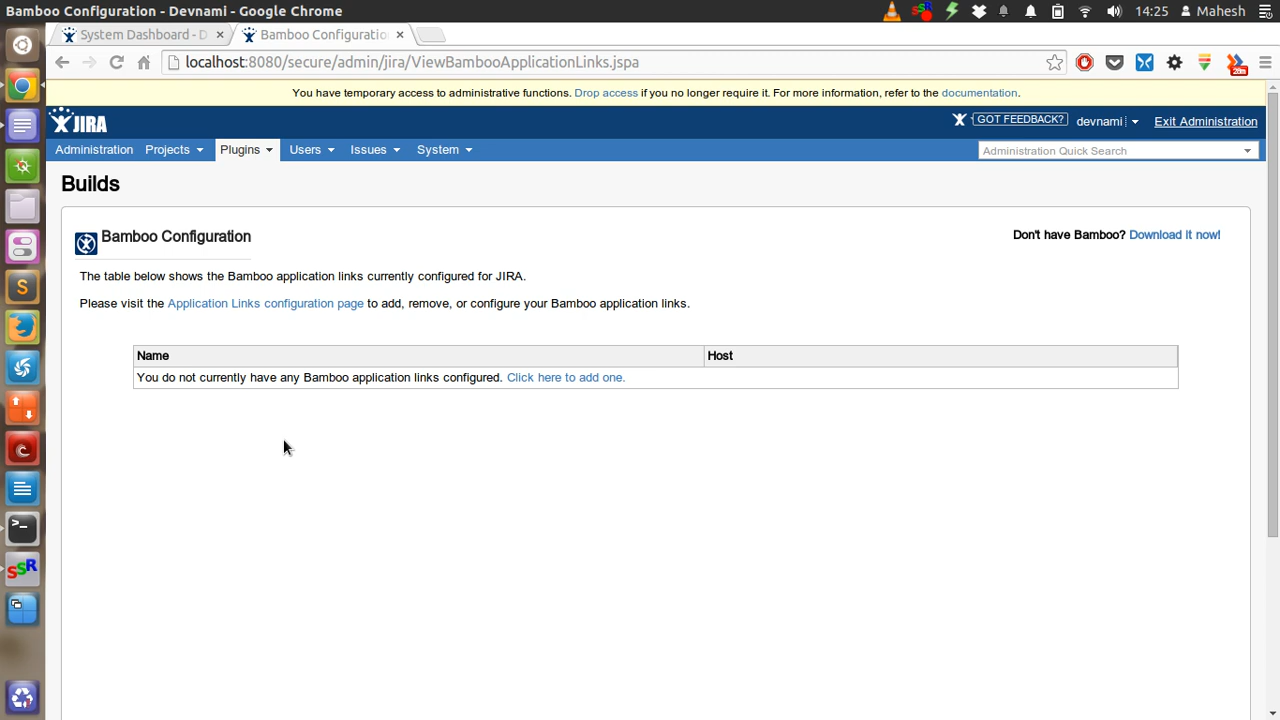 Bamboo Configuration - Devnami - Google Chrome
14:25 Mahesh
System Dashboard - D
Bamboo Configuratio
localhost:8080/secure/admin/jira/ViewBambooApplicationLinks.jspa
28m
You have temporary access to administrative functions. Drop access if you no longer require it. For more information, refer to the documentation.
JIRA
GOT FEEDBACK?
devnami
Exit Administration
Administration Projects Plugins Users Issues System
Administration Quick Search
Builds
Bamboo Configuration
Don't have Bamboo? Download it now!
The table below shows the Bamboo application links currently configured for JIRA.
Please visit the Application Links configuration page to add, remove, or configure your Bamboo application links.
Name Host
You do not currently have any Bamboo application links configured. Click here to add one.
S
SSR